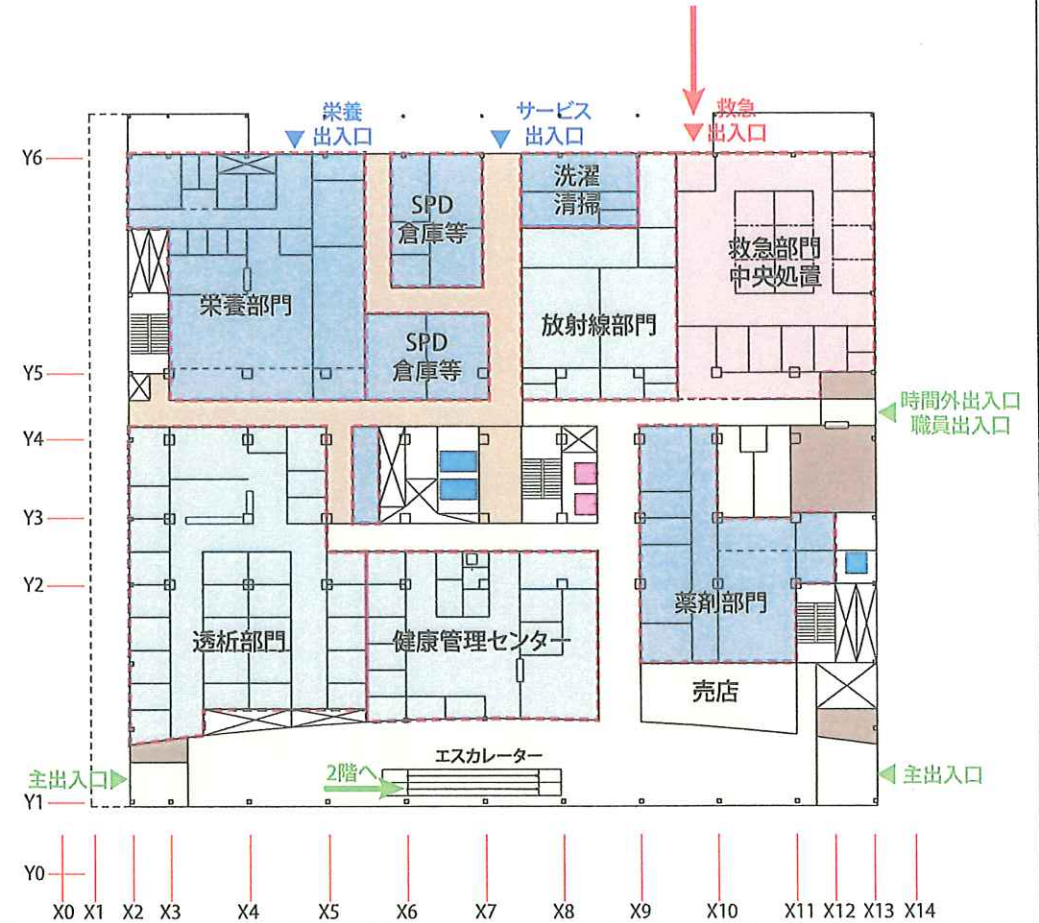 栄養
出入口
サービス
出入口
救急
出入口
Y6
洗濯
清掃
SPD
倉庫等
救急部門
中央処置
栄養部門
放射線部門
SPD
倉庫等
Y5
時間外出入口
職員出入口
Y4
Y3
Y2
薬剤部門
透析部門
健康管理センター
売店
エスカレーター
主出入口
2階へ
主出入口
Y1
Y0
X0 X1 X2 X3 X4 X5 X6 X7 X8 X9 X10 X11 X12 X13 X14